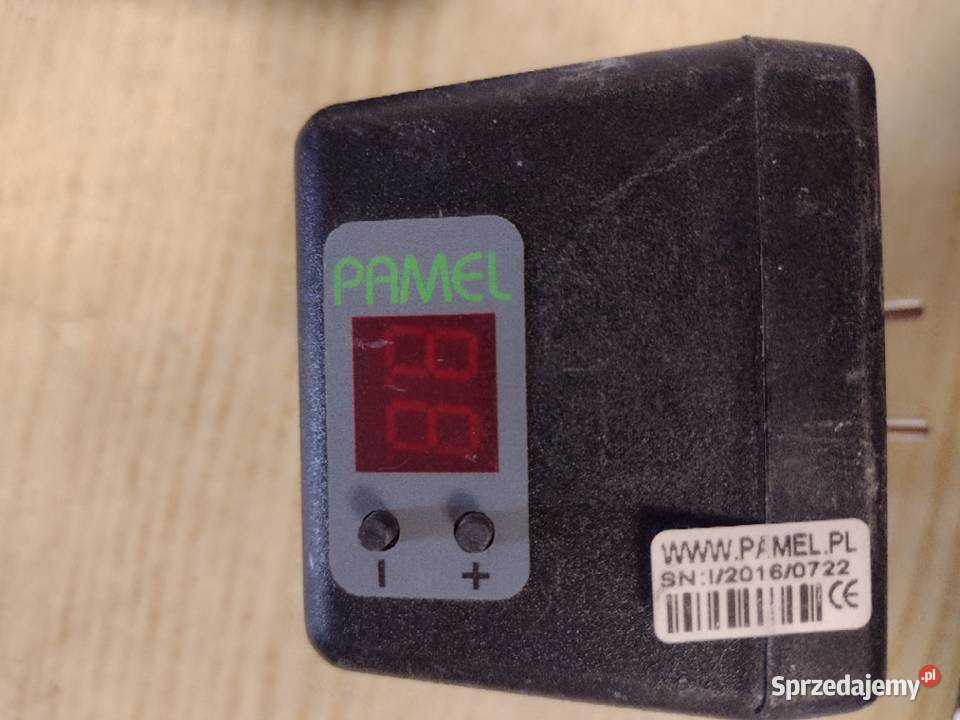 PAMEL
88
- +
WWW.PAMEL.PL
SN:I/2016/0722
CE
Sprzedajemy.pl